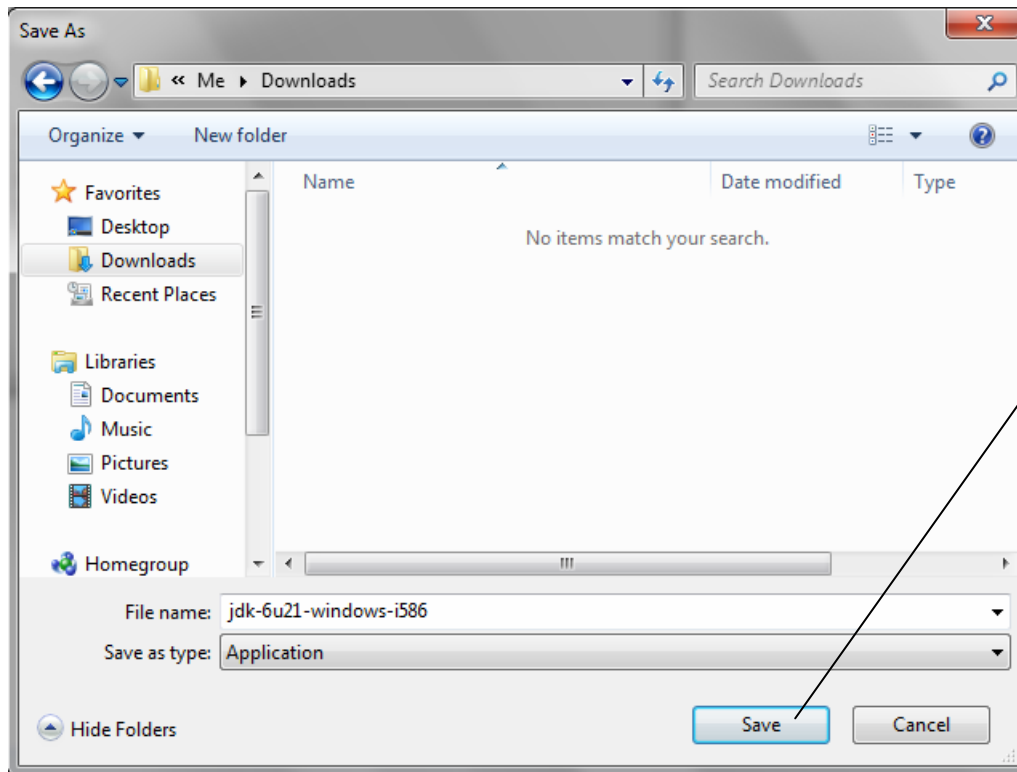 Save As
« Me Downloads
Search Downloads
Organize
New folder
Name
Date modified
Type
No items match your search.
Favorites
Desktop
Downloads
Recent Places
Libraries
Documents
Music
Pictures
Videos
Homegroup
File name: jdk-6u21-windows-i586
Save as type: Application
Hide Folders
Save
Cancel